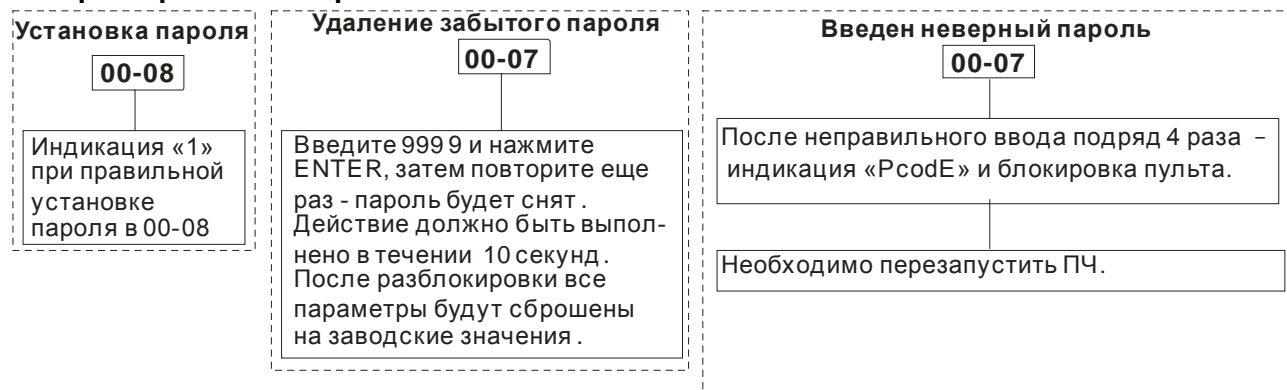 Установка пароля
00-08
Индикация «1»
при правильной
установке
пароля в 00-08
Удаление забытого пароля
00-07
Введите 9999 и нажмите
ENTER, затем повторите еще
раз - пароль будет снят.
Действие должно быть выпол-
нено в течении 10 секунд.
После разблокировки все
параметры будут сброшены
на заводские значения.
Введен неверный пароль
00-07
После неправильного ввода подряд 4 раза –
индикация «PcodE» и блокировка пульта.
Необходимо перезапустить ПЧ.